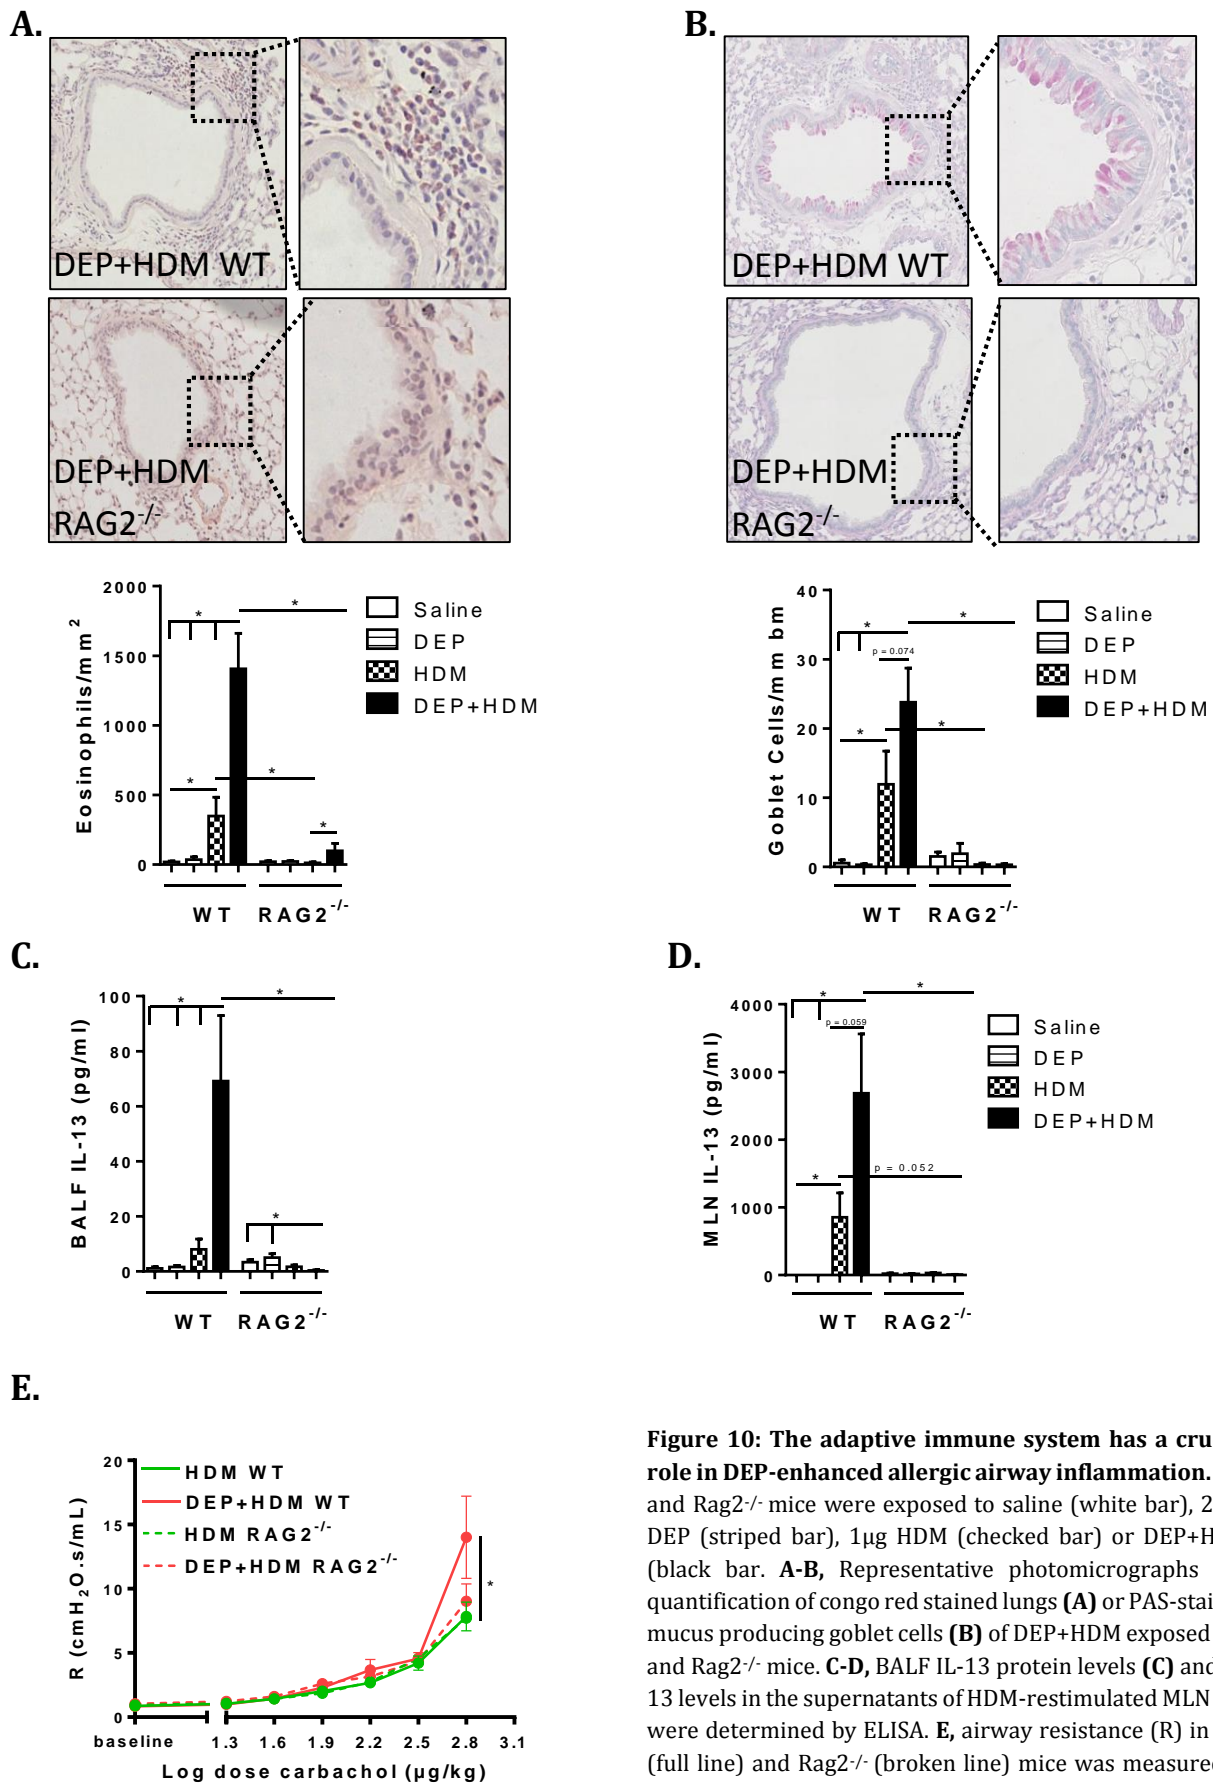 A.
DEP+HDM WT
DEP+HDM
RAG2-/-
2000
1500
1000
500
0
Eosinophils/mm2
*
*
*
*
*
Saline
DEP
HDM
DEP+HDM
WT
RAG2-/-
B.
DEP+HDM WT
DEP+HDM
RAG2-/-
40
30
20
10
0
Goblet Cells/mm bm
*
*
p = 0.074
*
*
Saline
DEP
HDM
DEP+HDM
WT
RAG2-/-
C.
100
80
60
40
20
0
BALF IL-13 (pg/ml)
*
*
*
WT
RAG2-/-
D.
4000
3000
2000
1000
0
MLN IL-13 (pg/ml)
*
*
p = 0.059
*
p = 0.052
Saline
DEP
HDM
DEP+HDM
WT
RAG2-/-
E.
20
15
10
5
0
R (cmH2O.s/mL)
HDM WT
DEP+HDM WT
HDM RAG2-/-
DEP+HDM RAG2-/-
*
baseline 1.3 1.6 1.9 2.2 2.5 2.8 3.1
Log dose carbachol (µg/kg)
Figure 10: The adaptive immune system has a cru
role in DEP-enhanced allergic airway inflammation.
and Rag2-/- mice were exposed to saline (white bar), 2
DEP (striped bar), 1µg HDM (checked bar) or DEP+H
(black bar. A-B, Representative photomicrographs
quantification of congo red stained lungs (A) or PAS-stai
mucus producing goblet cells (B) of DEP+HDM exposed
and Rag2-/- mice. C-D, BALF IL-13 protein levels (C) and
13 levels in the supernatants of HDM-restimulated MLN
were determined by ELISA. E, airway resistance (R) in
(full line) and Rag2-/- (broken line) mice was measured